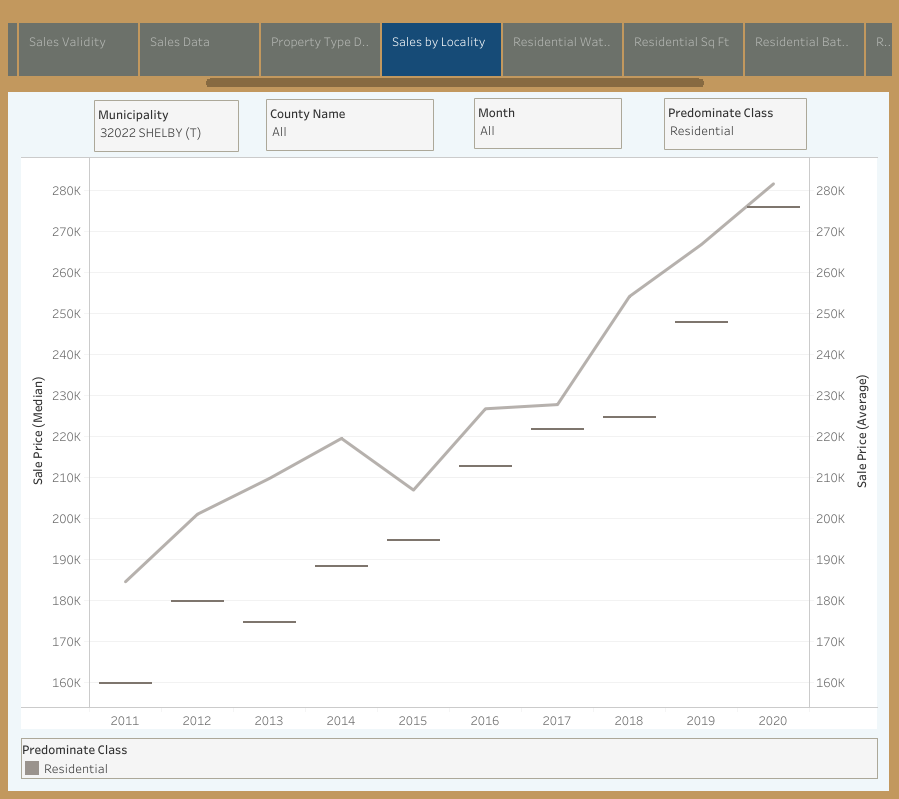 Sales Validity
Sales Data
Property Type D..
Sales by Locality
Residential Wat..
Residential Sq Ft
Residential Bat..
R..
Municipality
32022 SHELBY (T)
County Name
All
Month
All
Predominate Class
Residential
280K
270K
260K
250K
240K
230K
220K
210K
200K
190K
180K
170K
160K
Sale Price (Median)
280K
270K
260K
250K
240K
230K
220K
210K
200K
190K
180K
170K
160K
Sale Price (Average)
2011 2012 2013 2014 2015 2016 2017 2018 2019 2020
Predominate Class
Residential